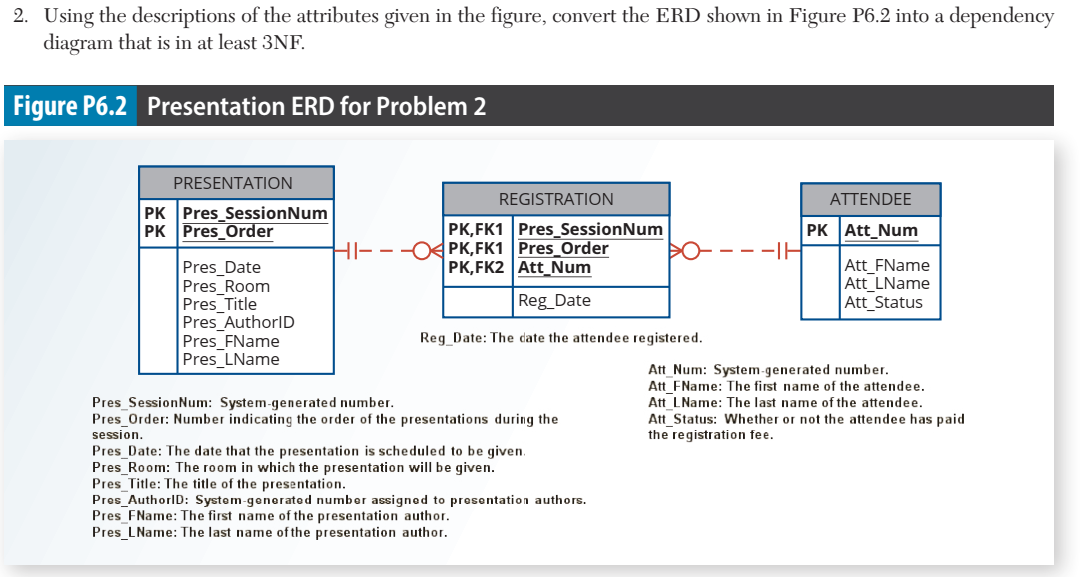 2. Using the descriptions of the attributes given in the figure, convert the ERD shown in Figure P6.2 into a dependency
diagram that is in at least 3NF.
Figure P6.2 Presentation ERD for Problem 2
PRESENTATION
PK Pres_SessionNum
PK Pres_Order
Pres_Date
Pres_Room
Pres_Title
Pres_AuthorID
Pres_FName
Pres_LName
REGISTRATION
PK,FK1 Pres_SessionNum
PK,FK1 Pres_Order
PK,FK2 Att_Num
Reg_Date
ATTENDEE
PK Att_Num
Att_FName
Att_LName
Att_Status
Reg_Date: The date the attendee registered.
Att_Num: System-generated number.
Att_FName: The first name of the attendee.
Att_LName: The last name of the attendee.
Att_Status: Whether or not the attendee has paid
the registration fee.
Pres_SessionNum: System-generated number.
Pres_Order: Number indicating the order of the presentations during the
session.
Pres_Date: The date that the presentation is scheduled to be given.
Pres_Room: The room in which the presentation will be given.
Pres_Title: The title of the presentation.
Pres_AuthorID: System-generated number assigned to presentation authors.
Pres_FName: The first name of the presentation author.
Pres_LName: The last name of the presentation author.